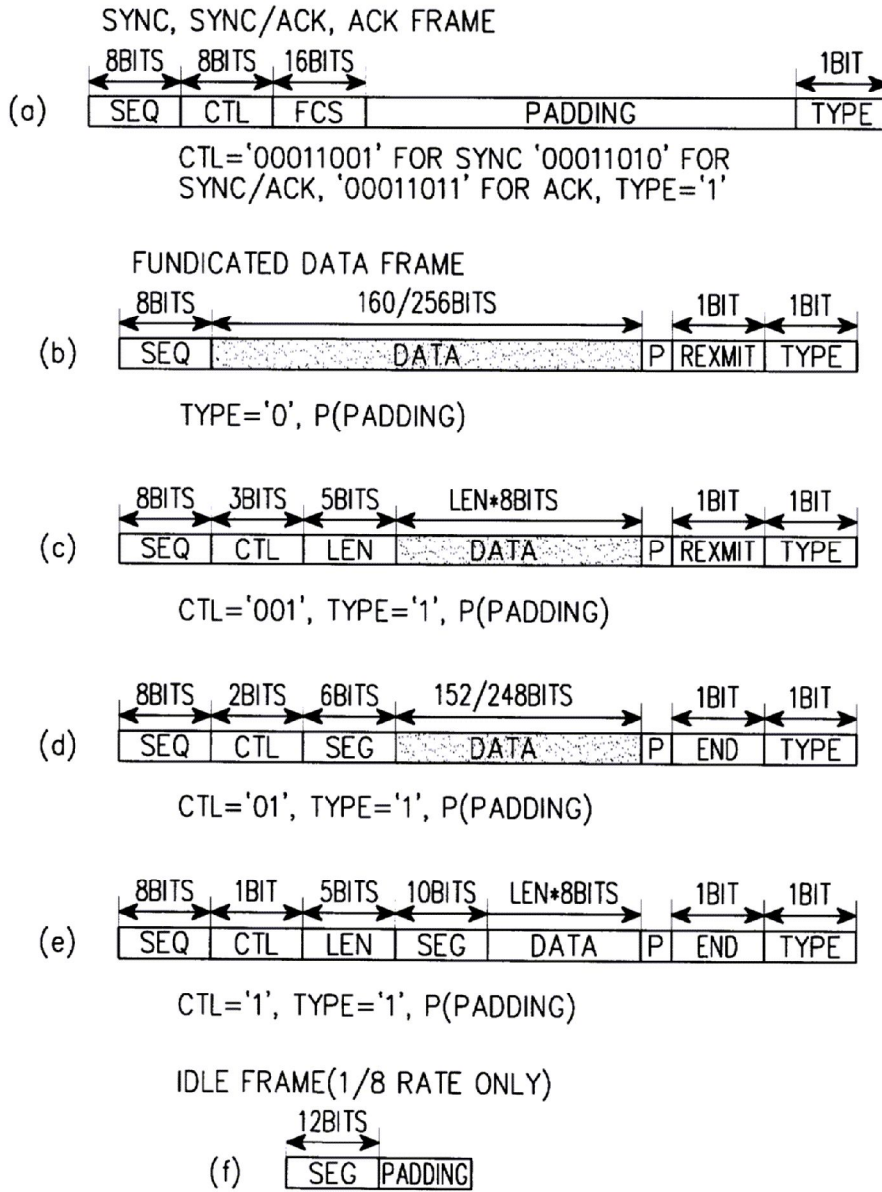 SYNC, SYNC/ACK, ACK FRAME
8BITS 8BITS 16BITS 1BIT
(a) SEQ CTL FCS PADDING TYPE
CTL='00011001' FOR SYNC '00011010' FOR
SYNC/ACK, '00011011' FOR ACK, TYPE='1'
FUNDICATED DATA FRAME
8BITS 160/256BITS 1BIT 1BIT
(b) SEQ DATA P REXMIT TYPE
TYPE='0', P(PADDING)
8BITS 3BITS 5BITS LEN*8BITS 1BIT 1BIT
(c) SEQ CTL LEN DATA P REXMIT TYPE
CTL='001', TYPE='1', P(PADDING)
8BITS 2BITS 6BITS 152/248BITS 1BIT 1BIT
(d) SEQ CTL SEG DATA P END TYPE
CTL='01', TYPE='1', P(PADDING)
8BITS 1BIT 5BITS 10BITS LEN*8BITS 1BIT 1BIT
(e) SEQ CTL LEN SEG DATA P END TYPE
CTL='1', TYPE='1', P(PADDING)
IDLE FRAME(1/8 RATE ONLY)
12BITS
(f) SEG PADDING